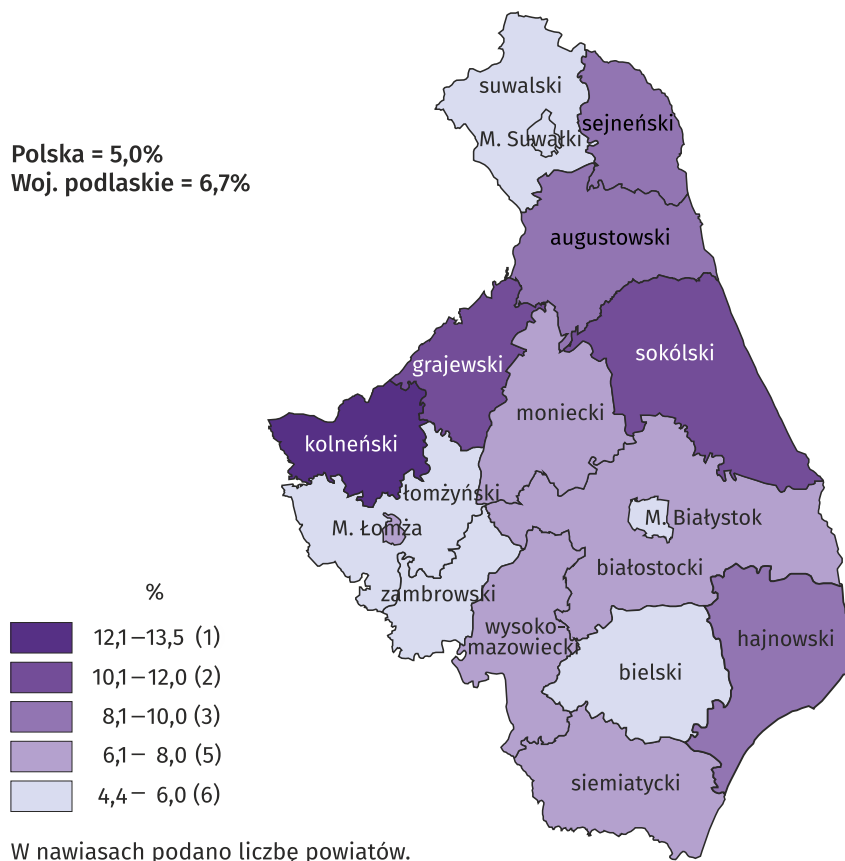 suwalski
M. Suwałki
sejneński
Polska = 5,0%
Woj. podlaskie = 6,7%
augustowski
sokólski
grajewski
moniecki
kolneński
łomżyński
M. Łomża
M. Białystok
białostocki
zambrowski
wysoko-
mazowiecki
hajnowski
bielski
siemiatycki
%
12,1–13,5 (1)
10,1–12,0 (2)
8,1–10,0 (3)
6,1– 8,0 (5)
4,4– 6,0 (6)
W nawiasach podano liczbę powiatów.